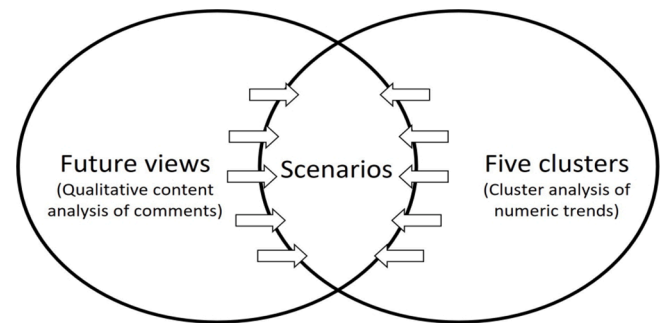 Future views
(Qualitative content
analysis of comments)
Scenarios
Five clusters
(Cluster analysis of
numeric trends)